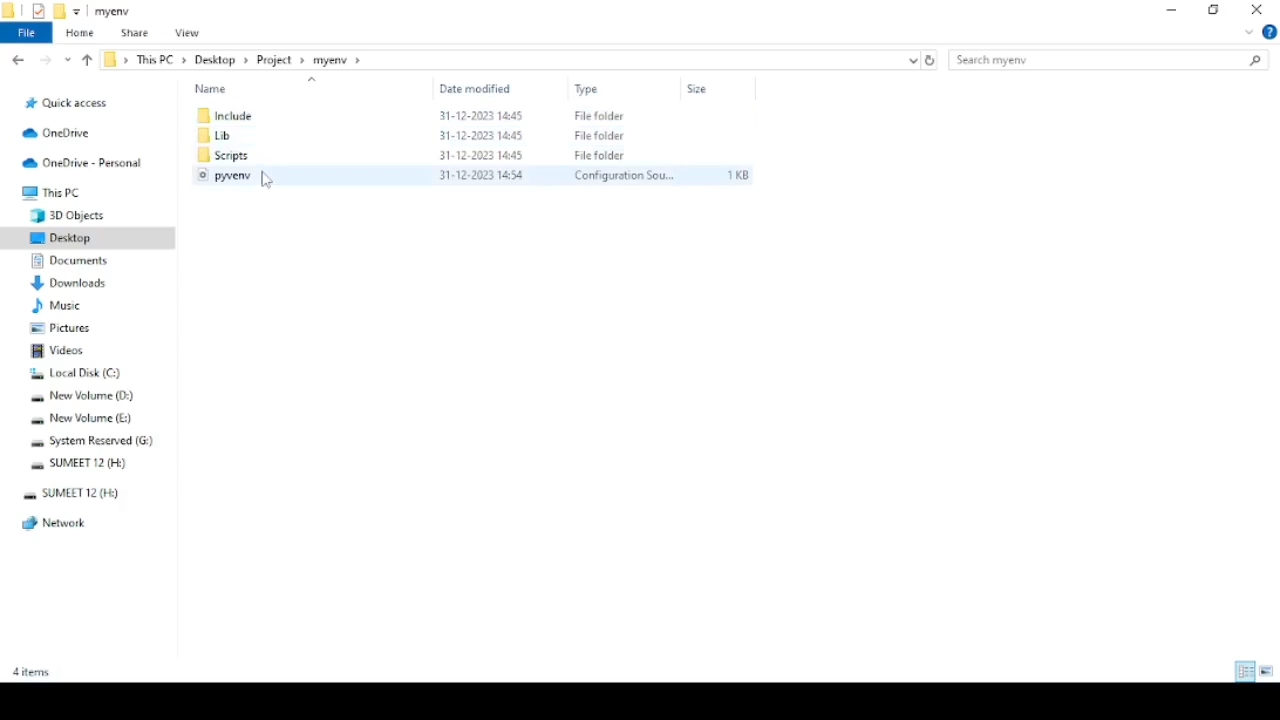 myenv
File Home Share View
This PC Desktop Project myenv Search myenv
Name Date modified Type Size
Include 31-12-2023 14:45 File folder
Lib 31-12-2023 14:45 File folder
Scripts 31-12-2023 14:45 File folder
pyvenv 31-12-2023 14:54 Configuration Sou... 1 KB
Quick access
OneDrive
OneDrive - Personal
This PC
3D Objects
Desktop
Documents
Downloads
Music
Pictures
Videos
Local Disk (C:)
New Volume (D:)
New Volume (E:)
System Reserved (G:)
SUMEET 12 (H:)
SUMEET 12 (H:)
Network
4 items